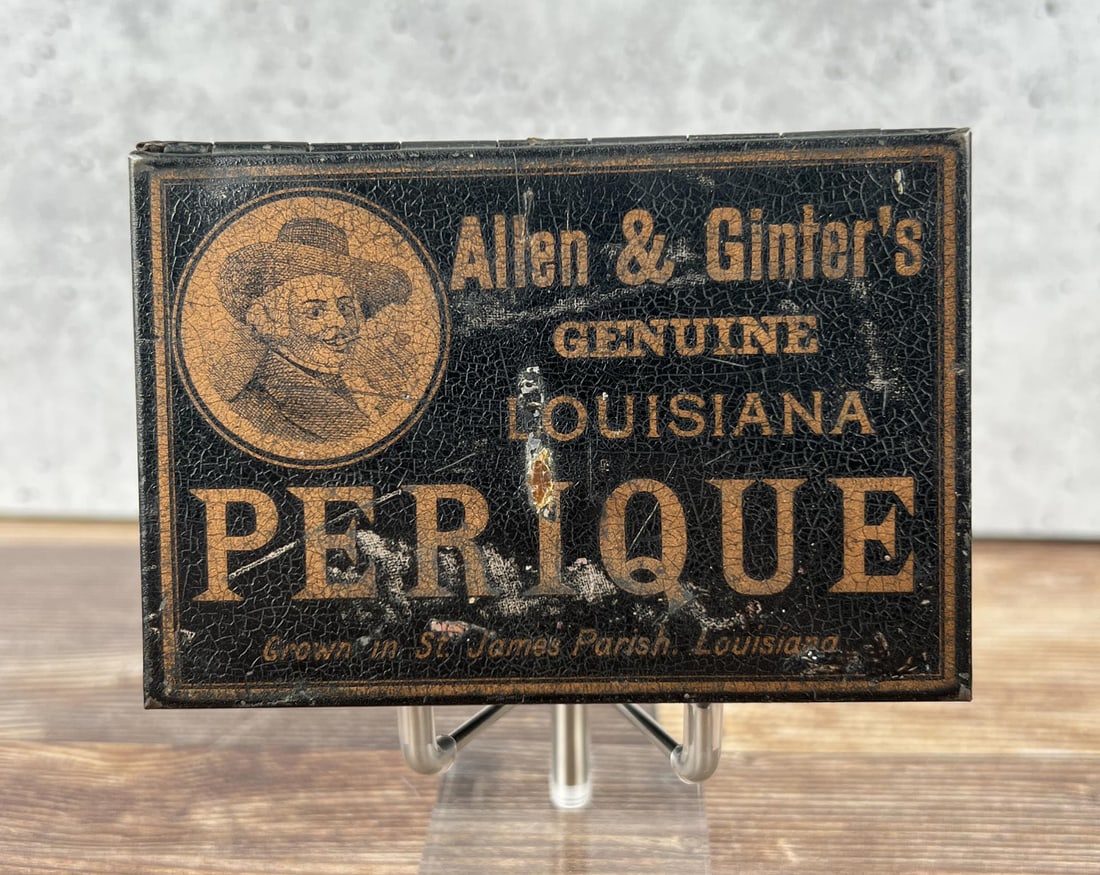 Allen & Ginter's
GENUINE
LOUISIANA
PERIQUE
Grown in St. James Parish. Louisiana